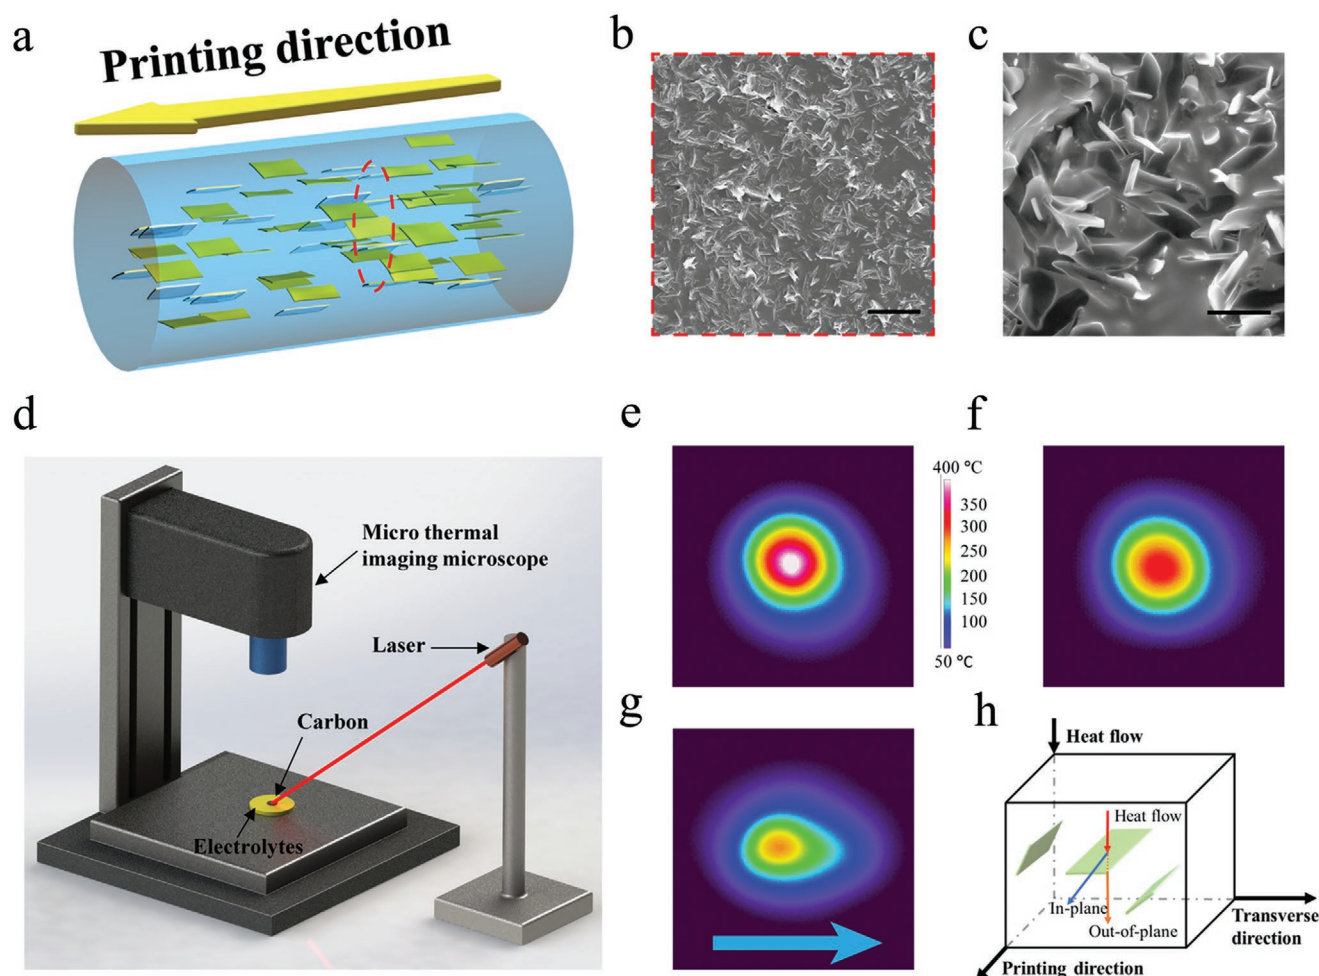 a
Printing direction
b
c
d
Micro thermal
imaging microscope
Laser
Carbon
Electrolytes
e
400 °C
350
300
250
200
150
100
50 °C
f
g
h
Heat flow
Heat flow
In-plane
Out-of-plane
Transverse
direction
Printing direction